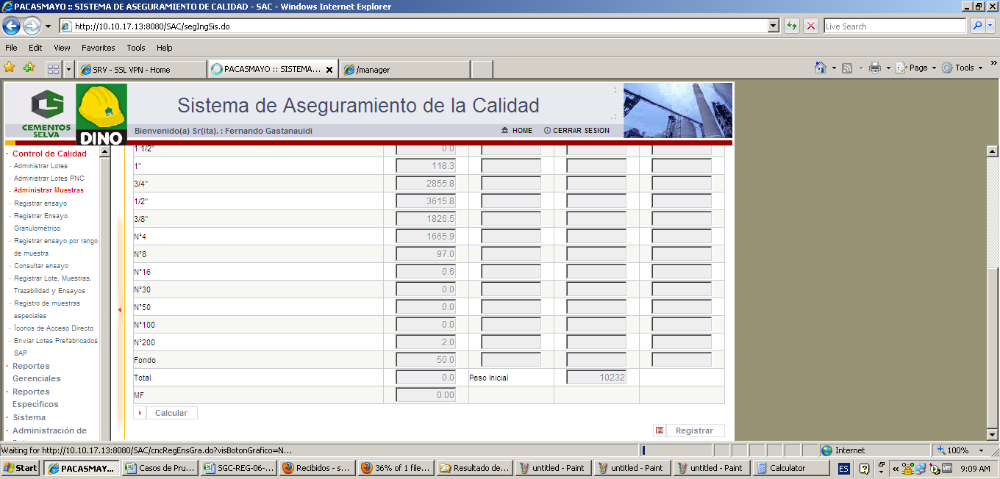 PACASMAYO :: SISTEMA DE ASEGURAMIENTO DE CALIDAD - SAC - Windows Internet Explorer
http://10.10.17.13:8080/SAC/segIngSis.do
Live Search
File Edit View Favorites Tools Help
SRV - SSL VPN - Home
PACASMAYO :: SISTEMA...
/manager
Page
Tools
CEMENTOS SELVA
DINO
Sistema de Aseguramiento de la Calidad
Bienvenido(a) Sr(ita). : Fernando Gastanauidi
HOME
CERRAR SESION
Control de Calidad
Administrar Lotes
Administrar Lotes PNC
Administrar Muestras
Registrar ensayo
Registrar Ensayo
Granulométrico
Registrar ensayo por rango
de muestra
Consultar ensayo
Registrar Lote, Muestras,
Trazabilidad y Ensayos
Registro de muestras
especiales
Íconos de Acceso Directo
Enviar Lotes Prefabricados
SAP
Reportes
Gerenciales
Reportes
Específicos
Sistema
Administración de
1 1/2" 0.0
1" 118.3
3/4" 2855.8
1/2" 3615.8
3/8" 1826.5
N°4 1665.9
N°8 97.0
N°16 0.6
N°30 0.0
N°50 0.0
N°100 0.0
N°200 2.0
Fondo 50.0
Total 0.0 Peso Inicial 10232
MF 0.00
Calcular
Registrar
Waiting for http://10.10.17.13:8080/SAC/cncRegEnsGra.do?visBotonGrafico=N...
Internet
100%
Start
PACASMAY...
Casos de Pru...
SGC-REG-06-...
Recibidos - s...
36% of 1 file...
Resultado de...
untitled - Paint
untitled - Paint
untitled - Paint
Calculator
ES
9:09 AM